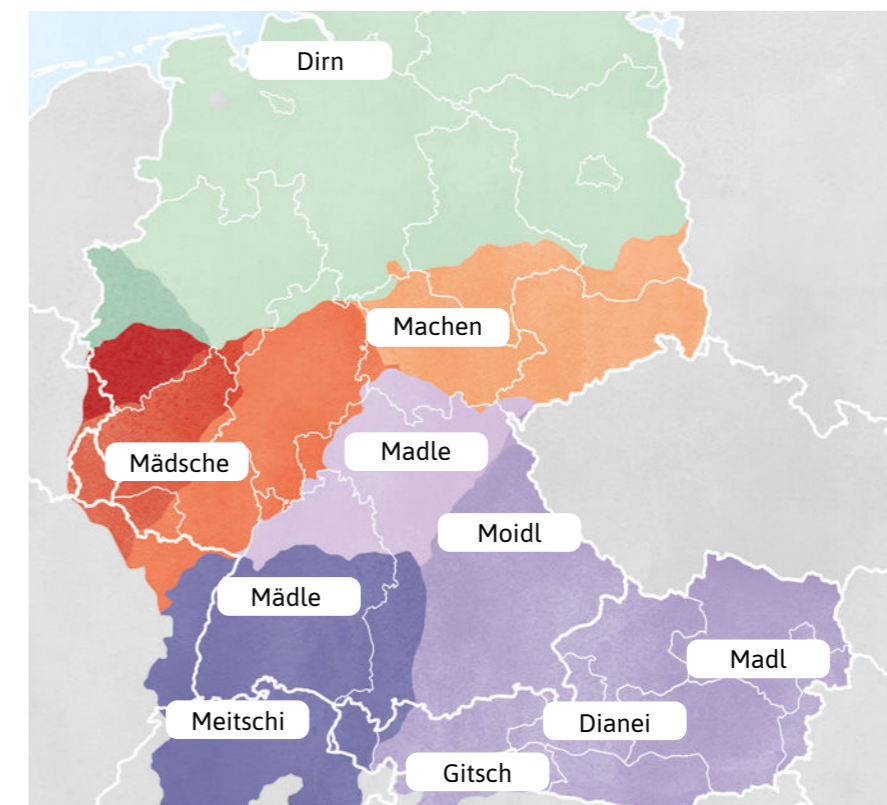 Dirn
Machen
Mädsche
Madle
Moidl
Mädle
Madl
Meitschi
Dianei
Gitsch